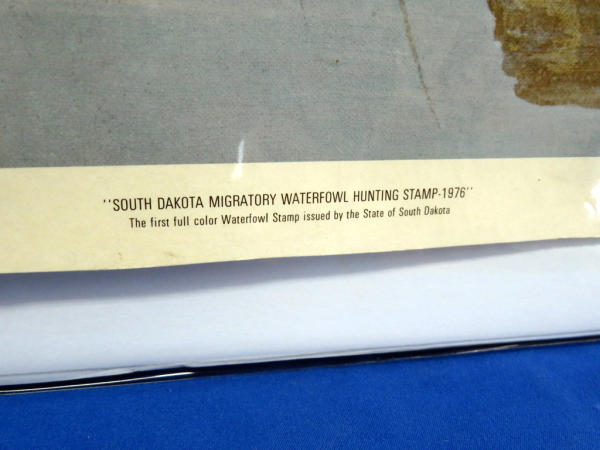 ''SOUTH DAKOTA MIGRATORY WATERFOWL HUNTING STAMP-1976''
The first full color Waterfowl Stamp issued by the State of South Dakota